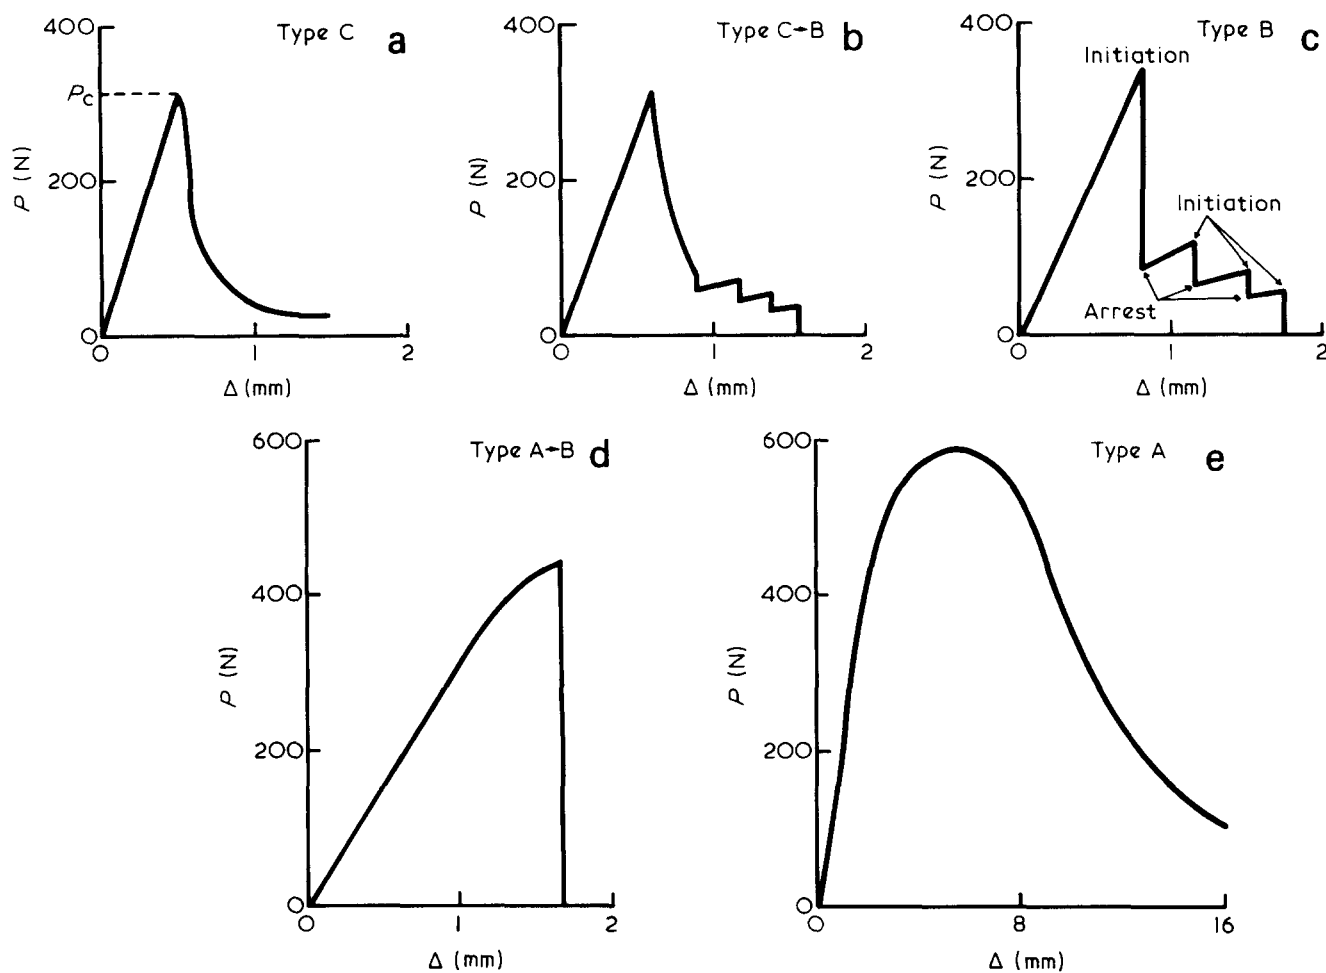 Type C a
400
Pc
200
0
P (N)
0 1 2
Δ (mm)
Type C→B b
400
200
0
P (N)
0 1 2
Δ (mm)
Type B c
400
Initiation
200
Initiation
Arrest
0
P (N)
0 1 2
Δ (mm)
Type A→B d
600
400
200
0
P (N)
0 1 2
Δ (mm)
Type A e
600
400
200
0
P (N)
0 8 16
Δ (mm)